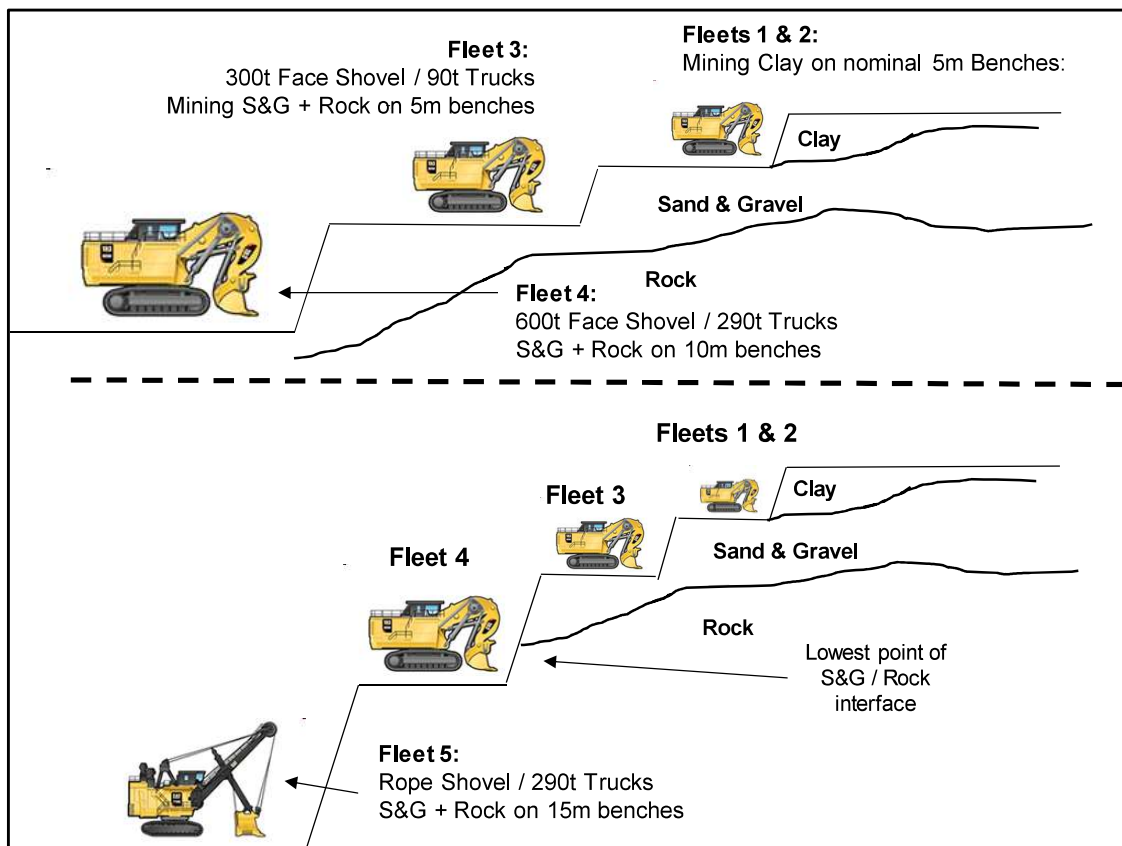 Fleet 3:
300t Face Shovel / 90t Trucks
Mining S&G + Rock on 5m benches
Fleets 1 & 2:
Mining Clay on nominal 5m Benches:
Clay
Sand & Gravel
Rock
Fleet 4:
600t Face Shovel / 290t Trucks
S&G + Rock on 10m benches
Fleets 1 & 2
Fleet 3
Clay
Fleet 4
Sand & Gravel
Rock
Lowest point of
S&G / Rock
interface
Fleet 5:
Rope Shovel / 290t Trucks
S&G + Rock on 15m benches